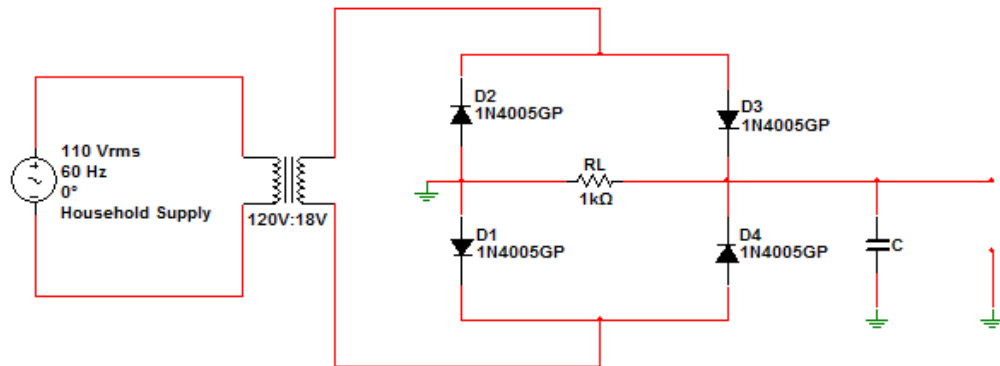 110 Vrms
60 Hz
0°
Household Supply
120V:18V
D2
1N4005GP
D3
1N4005GP
RL
1kΩ
D1
1N4005GP
D4
1N4005GP
C